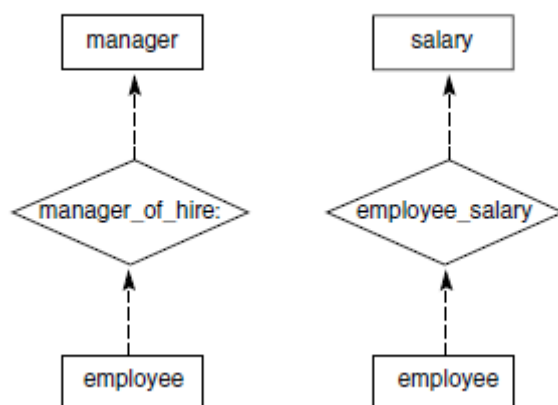 manager
salary
manager_of_hire:
employee_salary
employee
employee